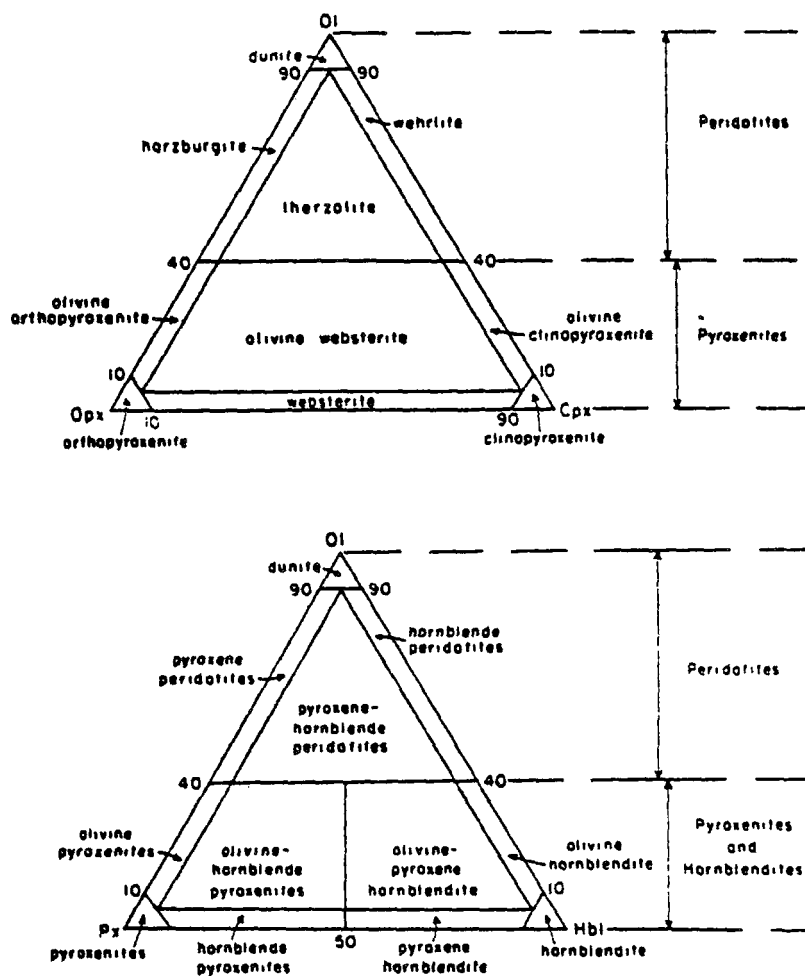 Ol
dunite
90
90
wehrlite
Peridotites
harzburgite
lherzolite
40
40
olivine
orthopyroxenite
olivine
clinopyroxenite
Pyroxenites
olivine websterite
10
10
websterite
Opx
Cpx
10
90
orthopyroxenite
clinopyroxenite
Ol
dunite
90
90
hornblende
peridotites
pyroxene
peridotites
Peridotites
pyroxene-
hornblende
peridotites
40
40
olivine
pyroxenites
olivine-
hornblende
pyroxenites
olivine-
pyroxene
hornblendite
olivine
hornblendite
Pyroxenites
and
Hornblendites
10
10
Px
50
Hbl
pyroxenites
hornblende
pyroxenites
pyroxene
hornblendite
hornblendite